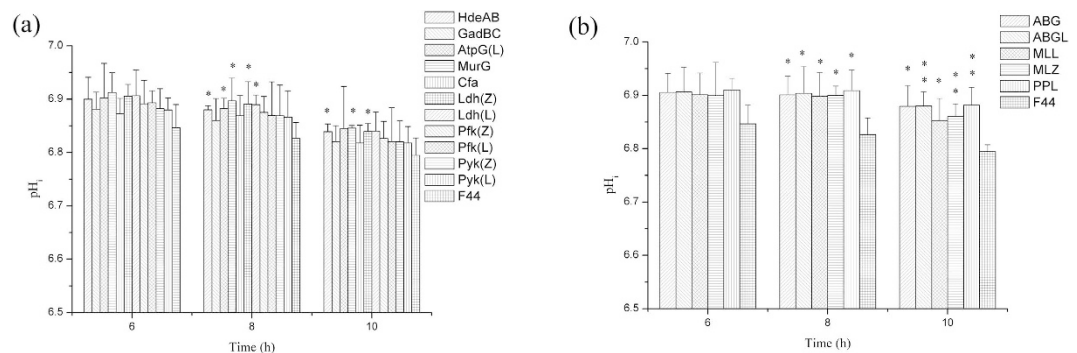 (a)
HdeAB
GadBC
AtpG(L)
MurG
Cfa
Ldh(Z)
Ldh(L)
Pfk(Z)
Pfk(L)
Pyk(Z)
Pyk(L)
F44
7.0
6.9
6.8
6.7
6.6
6.5
pHi
* * * * * *
* * *
6 8 10
Time (h)
(b)
ABG
ABGL
MLL
MLZ
PPL
F44
7.0
6.9
6.8
6.7
6.6
6.5
pHi
* * * * *
* ** * ** **
6 8 10
Time (h)